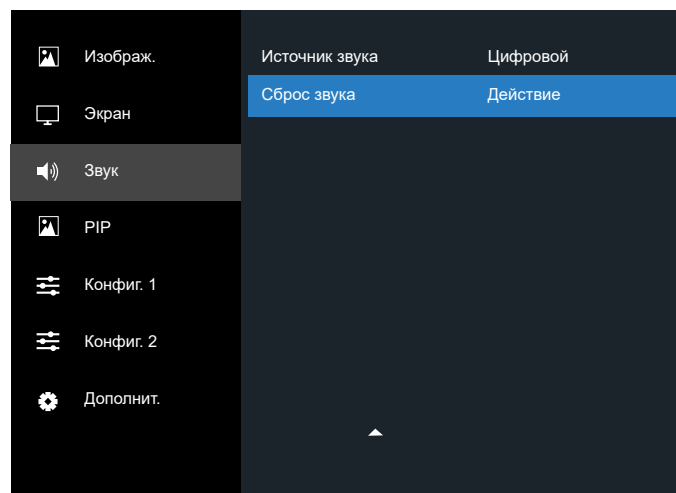 Изображ.
Экран
Звук
PIP
Конфиг. 1
Конфиг. 2
Дополнит.
Источник звука Цифровой
Сброс звука Действие